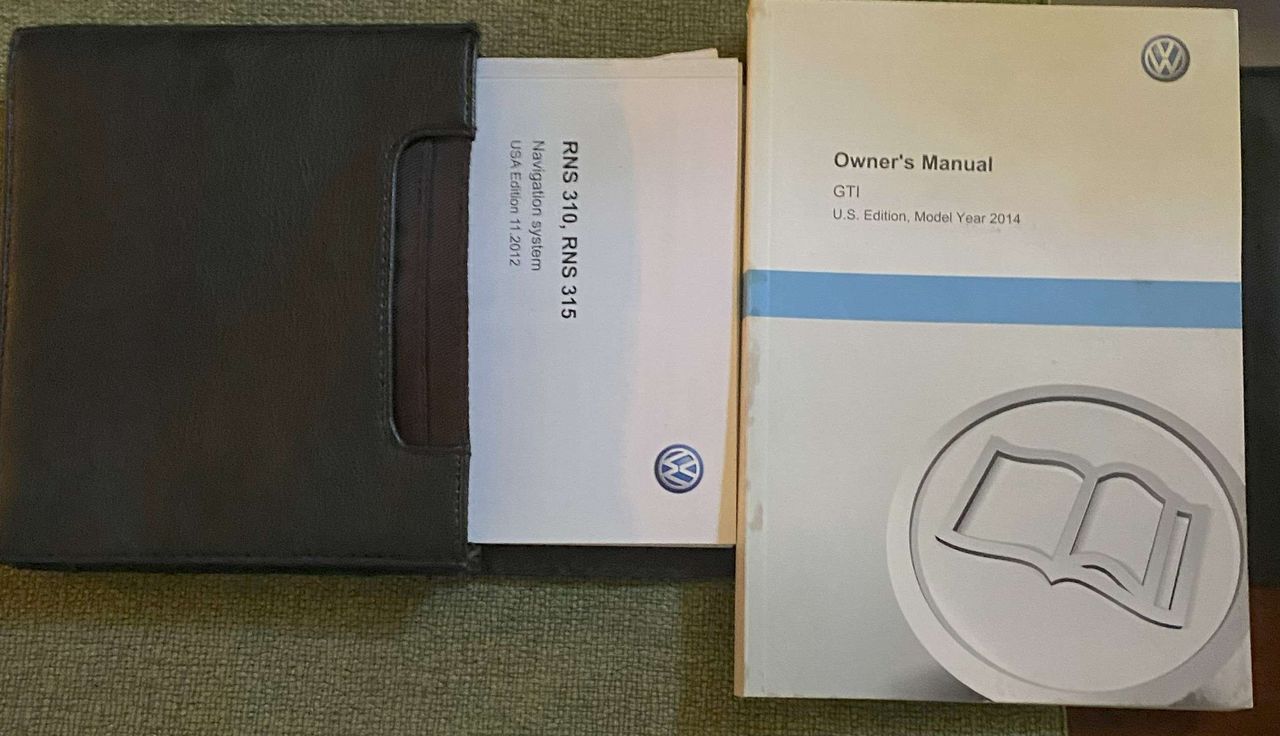 RNS 310, RNS 315
Navigation system
USA Edition 11.2012
Owner's Manual
GTI
U.S. Edition, Model Year 2014